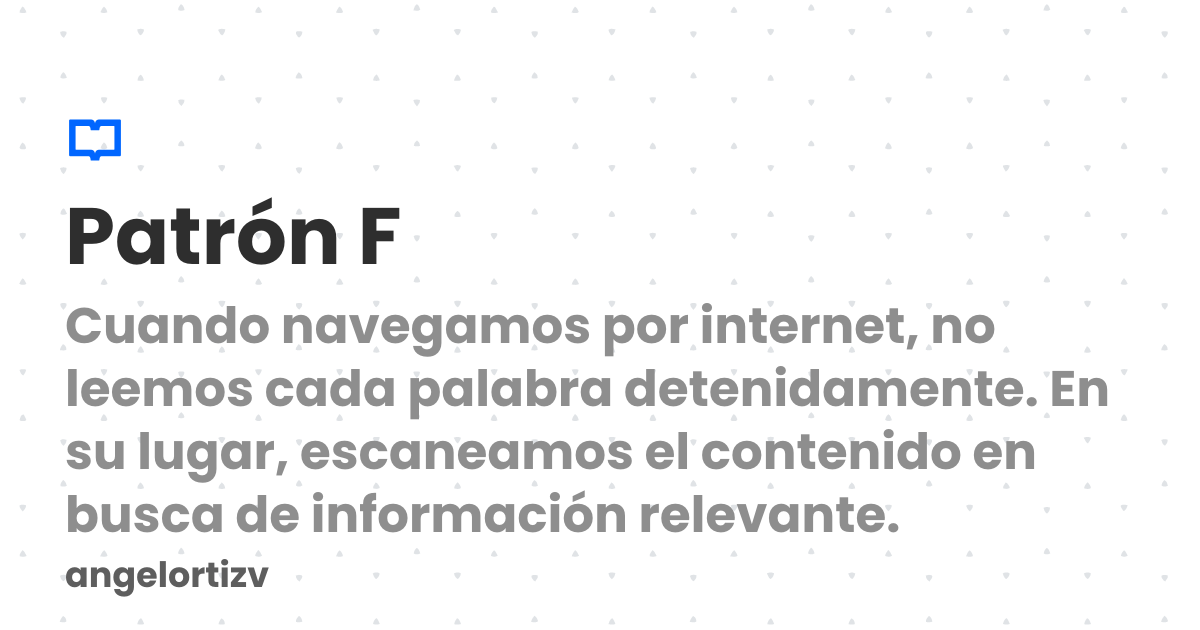 Patrón F
Cuando navegamos por internet, no
leemos cada palabra detenidamente. En
su lugar, escaneamos el contenido en
busca de información relevante.
angelortizv